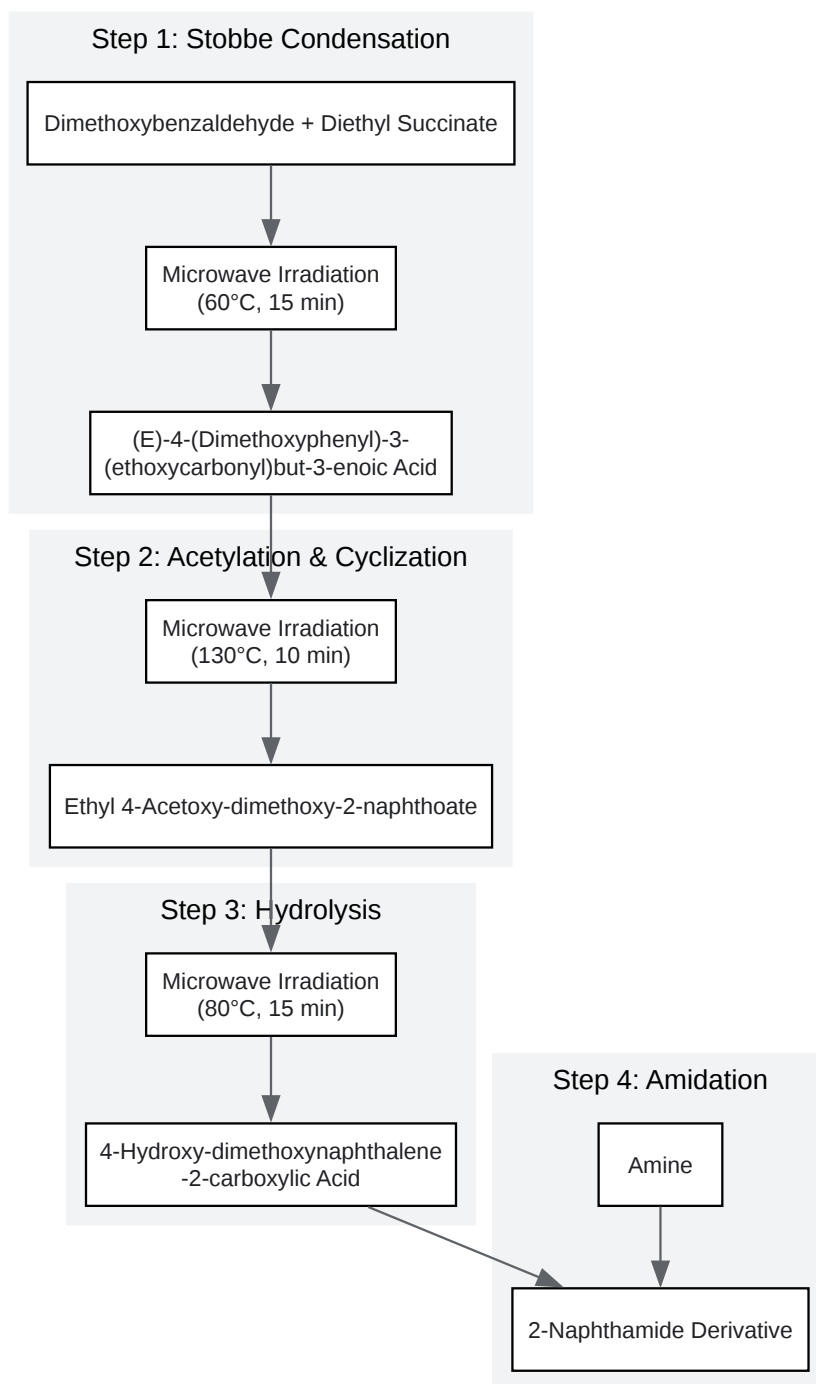 Step 1: Stobbe Condensation
Dimethoxybenzaldehyde + Diethyl Succinate
Microwave Irradiation
(60°C, 15 min)
(E)-4-(Dimethoxyphenyl)-3-
(ethoxycarbonyl)but-3-enoic Acid
Step 2: Acetylation & Cyclization
Microwave Irradiation
(130°C, 10 min)
Ethyl 4-Acetoxy-dimethoxy-2-naphthoate
Step 3: Hydrolysis
Microwave Irradiation
(80°C, 15 min)
4-Hydroxy-dimethoxynaphthalene
-2-carboxylic Acid
Step 4: Amidation
Amine
2-Naphthamide Derivative